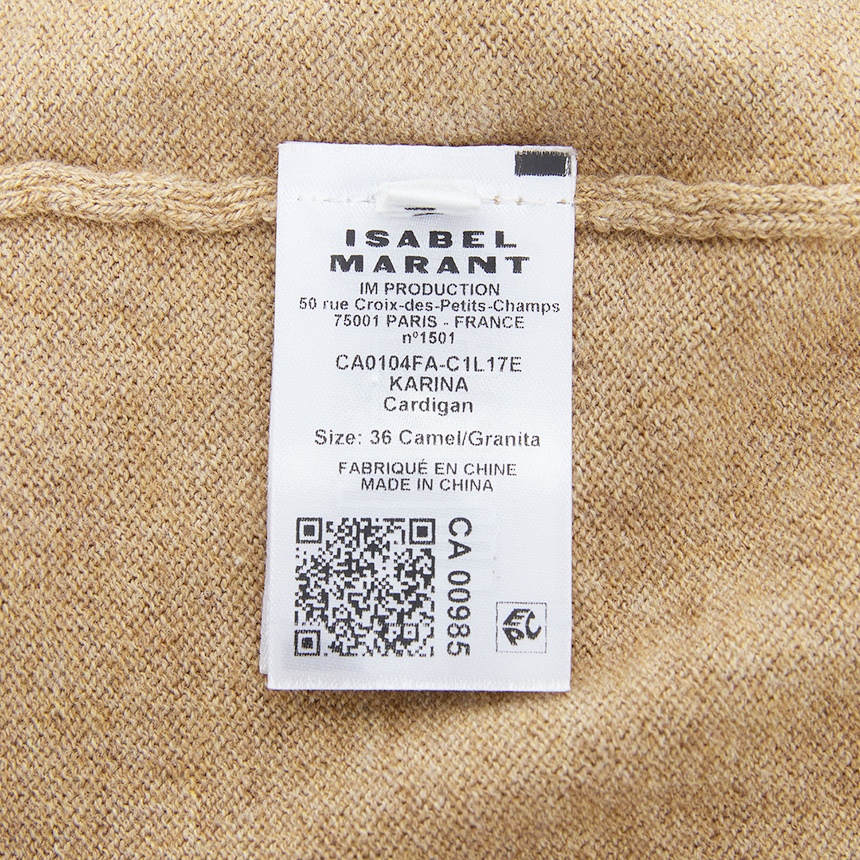 ISABEL
MARANT
IM PRODUCTION
50 rue Croix-des-Petits-Champs
75001 PARIS - FRANCE
nº1501
CA0104FA-C1L17E
KARINA
Cardigan
Size: 36 Camel/Granita
FABRIQUÉ EN CHINE
MADE IN CHINA
CA 00985